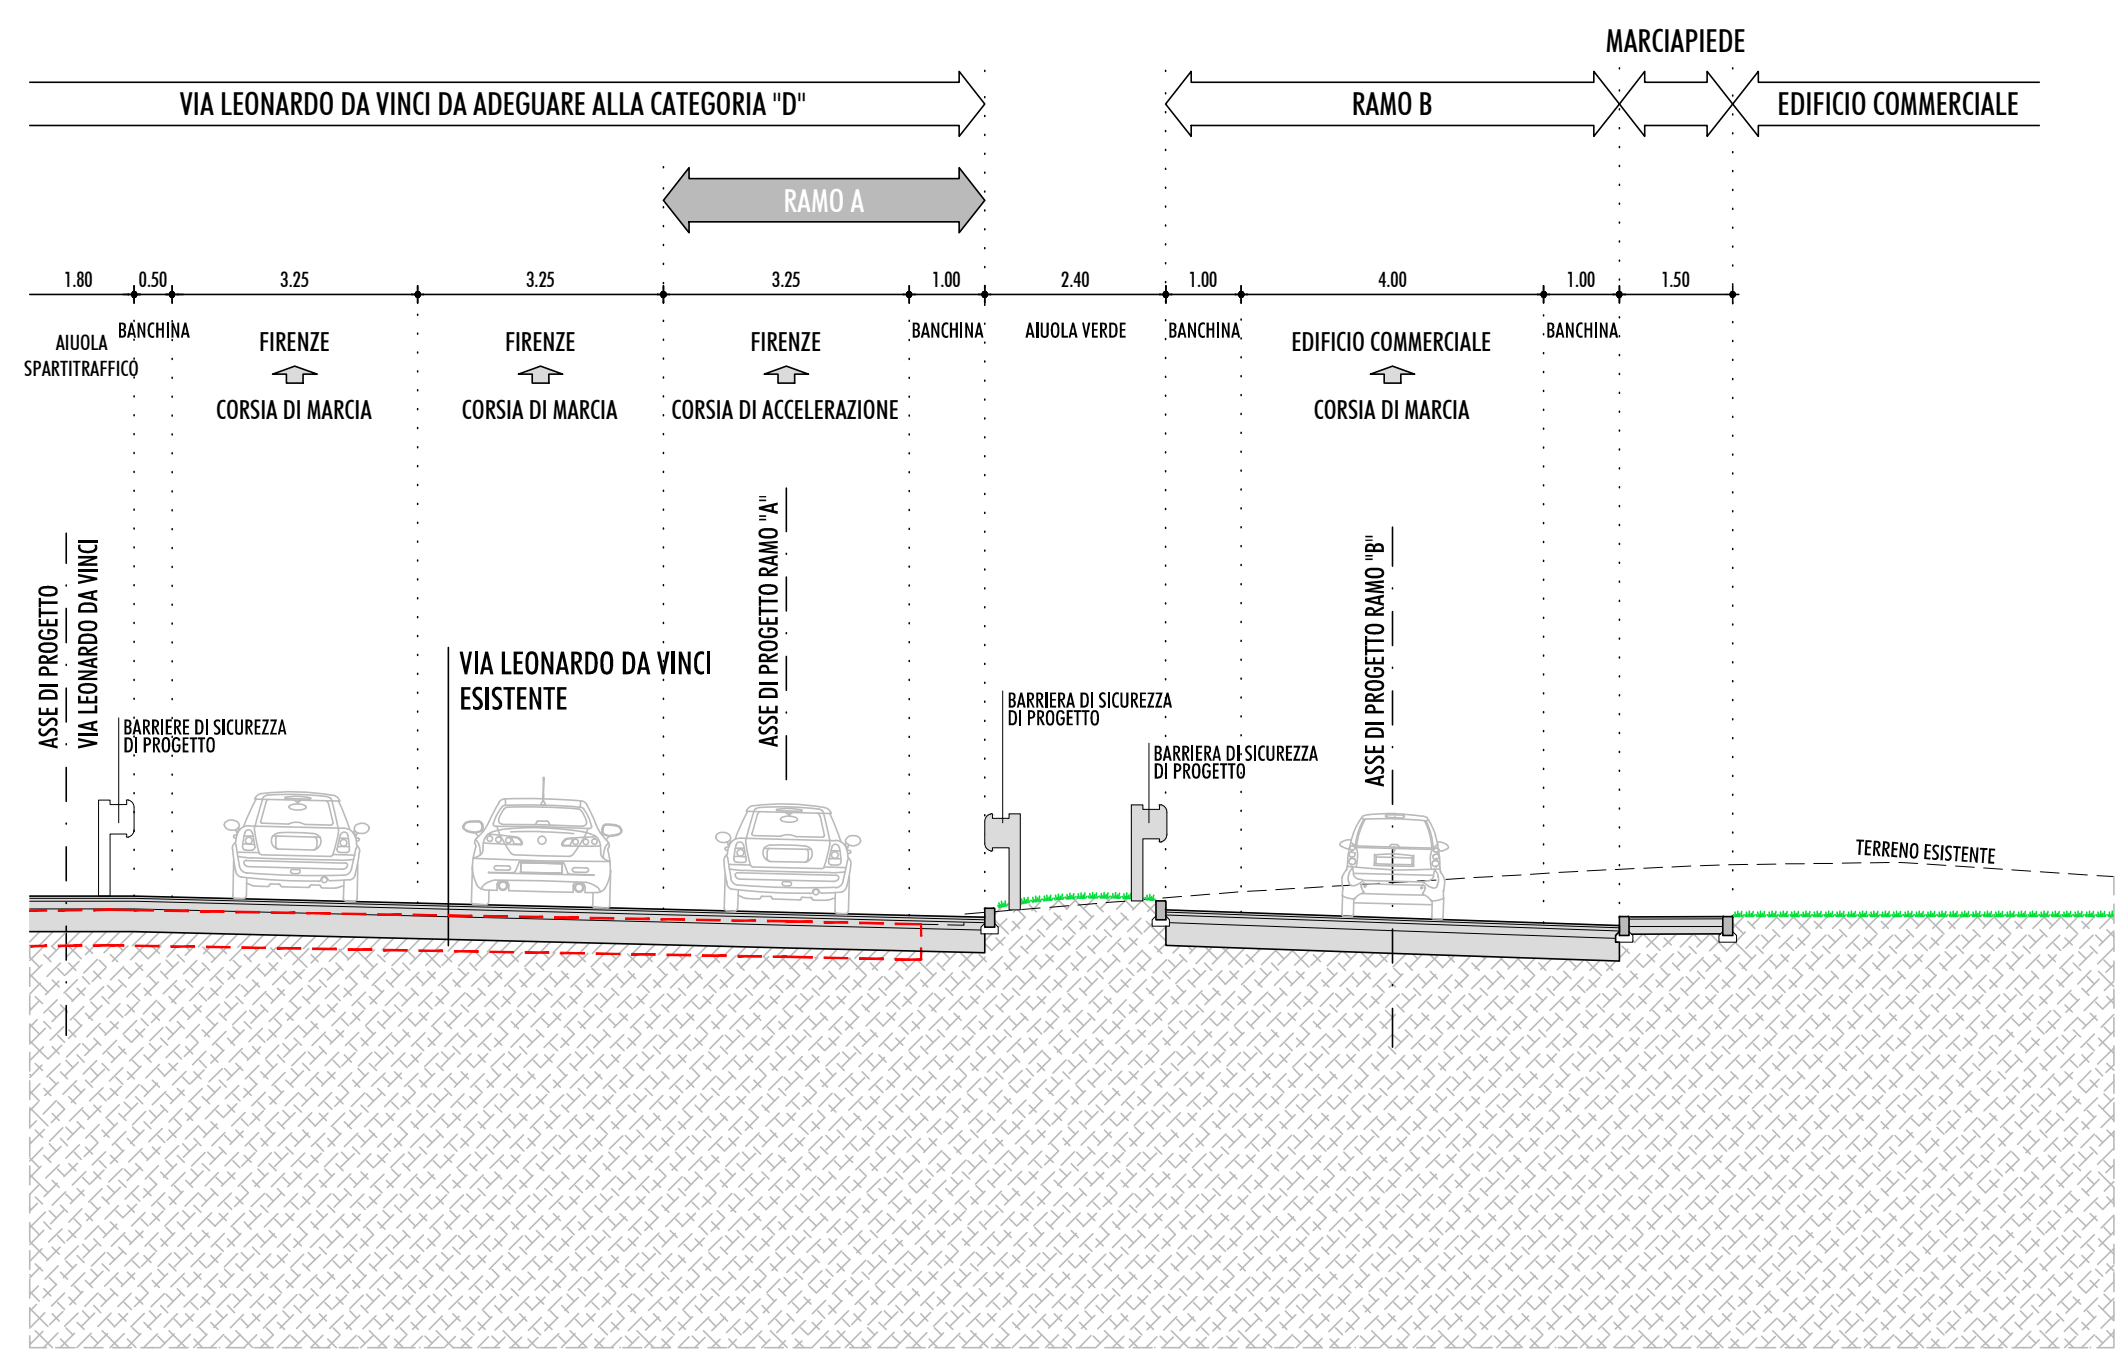 MARCIAPIEDE
VIA LEONARDO DA VINCI DA ADEGUARE ALLA CATEGORIA "D"
RAMO B
EDIFICIO COMMERCIALE
RAMO A
1.80
0.50
3.25
3.25
3.25
1.00
2.40
1.00
4.00
1.00
1.50
AIUOLA
SPARTITRAFFICO
BANCHINA
FIRENZE
CORSIA DI MARCIA
FIRENZE
CORSIA DI MARCIA
FIRENZE
CORSIA DI ACCELERAZIONE
BANCHINA
AIUOLA VERDE
BANCHINA
EDIFICIO COMMERCIALE
CORSIA DI MARCIA
BANCHINA
ASSE DI PROGETTO
VIA LEONARDO DA VINCI
BARRIERE DI SICUREZZA
DI PROGETTO
VIA LEONARDO DA VINCI
ESISTENTE
ASSE DI PROGETTO RAMO "A"
BARRIERA DI SICUREZZA
DI PROGETTO
BARRIERA DI SICUREZZA
DI PROGETTO
ASSE DI PROGETTO RAMO "B"
TERRENO ESISTENTE